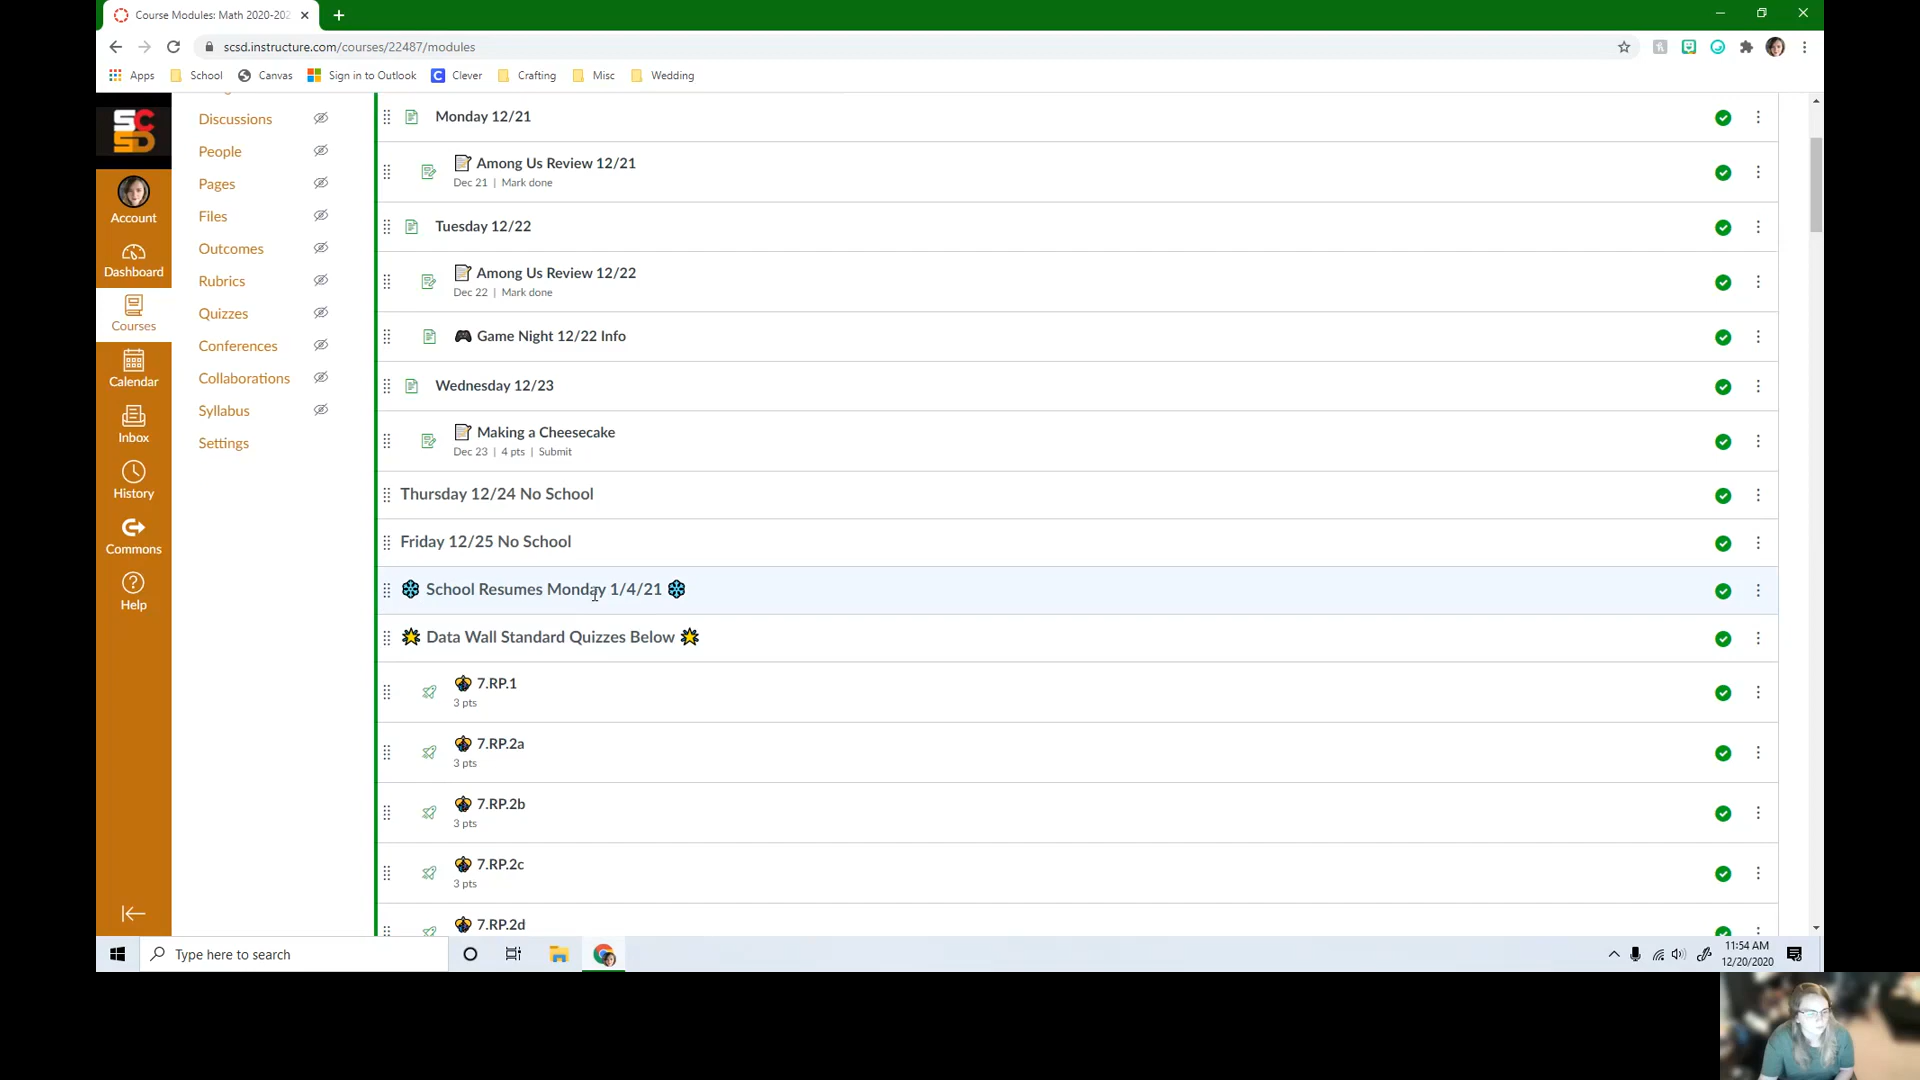 Course Modules: Math 2020-202
scsd.instructure.com/courses/22487/modules
Apps School Canvas Sign in to Outlook Clever Crafting Misc Wedding
SC
SD
Account
Dashboard
Courses
Calendar
Inbox
History
Commons
Help
Discussions
People
Pages
Files
Outcomes
Rubrics
Quizzes
Conferences
Collaborations
Syllabus
Settings
Monday 12/21
Among Us Review 12/21
Dec 21 | Mark done
Tuesday 12/22
Among Us Review 12/22
Dec 22 | Mark done
Game Night 12/22 Info
Wednesday 12/23
Making a Cheesecake
Dec 23 | 4 pts | Submit
Thursday 12/24 No School
Friday 12/25 No School
School Resumes Monday 1/4/21
Data Wall Standard Quizzes Below
7.RP.1
3 pts
7.RP.2a
3 pts
7.RP.2b
3 pts
7.RP.2c
3 pts
7.RP.2d
Type here to search
11:54 AM
12/20/2020